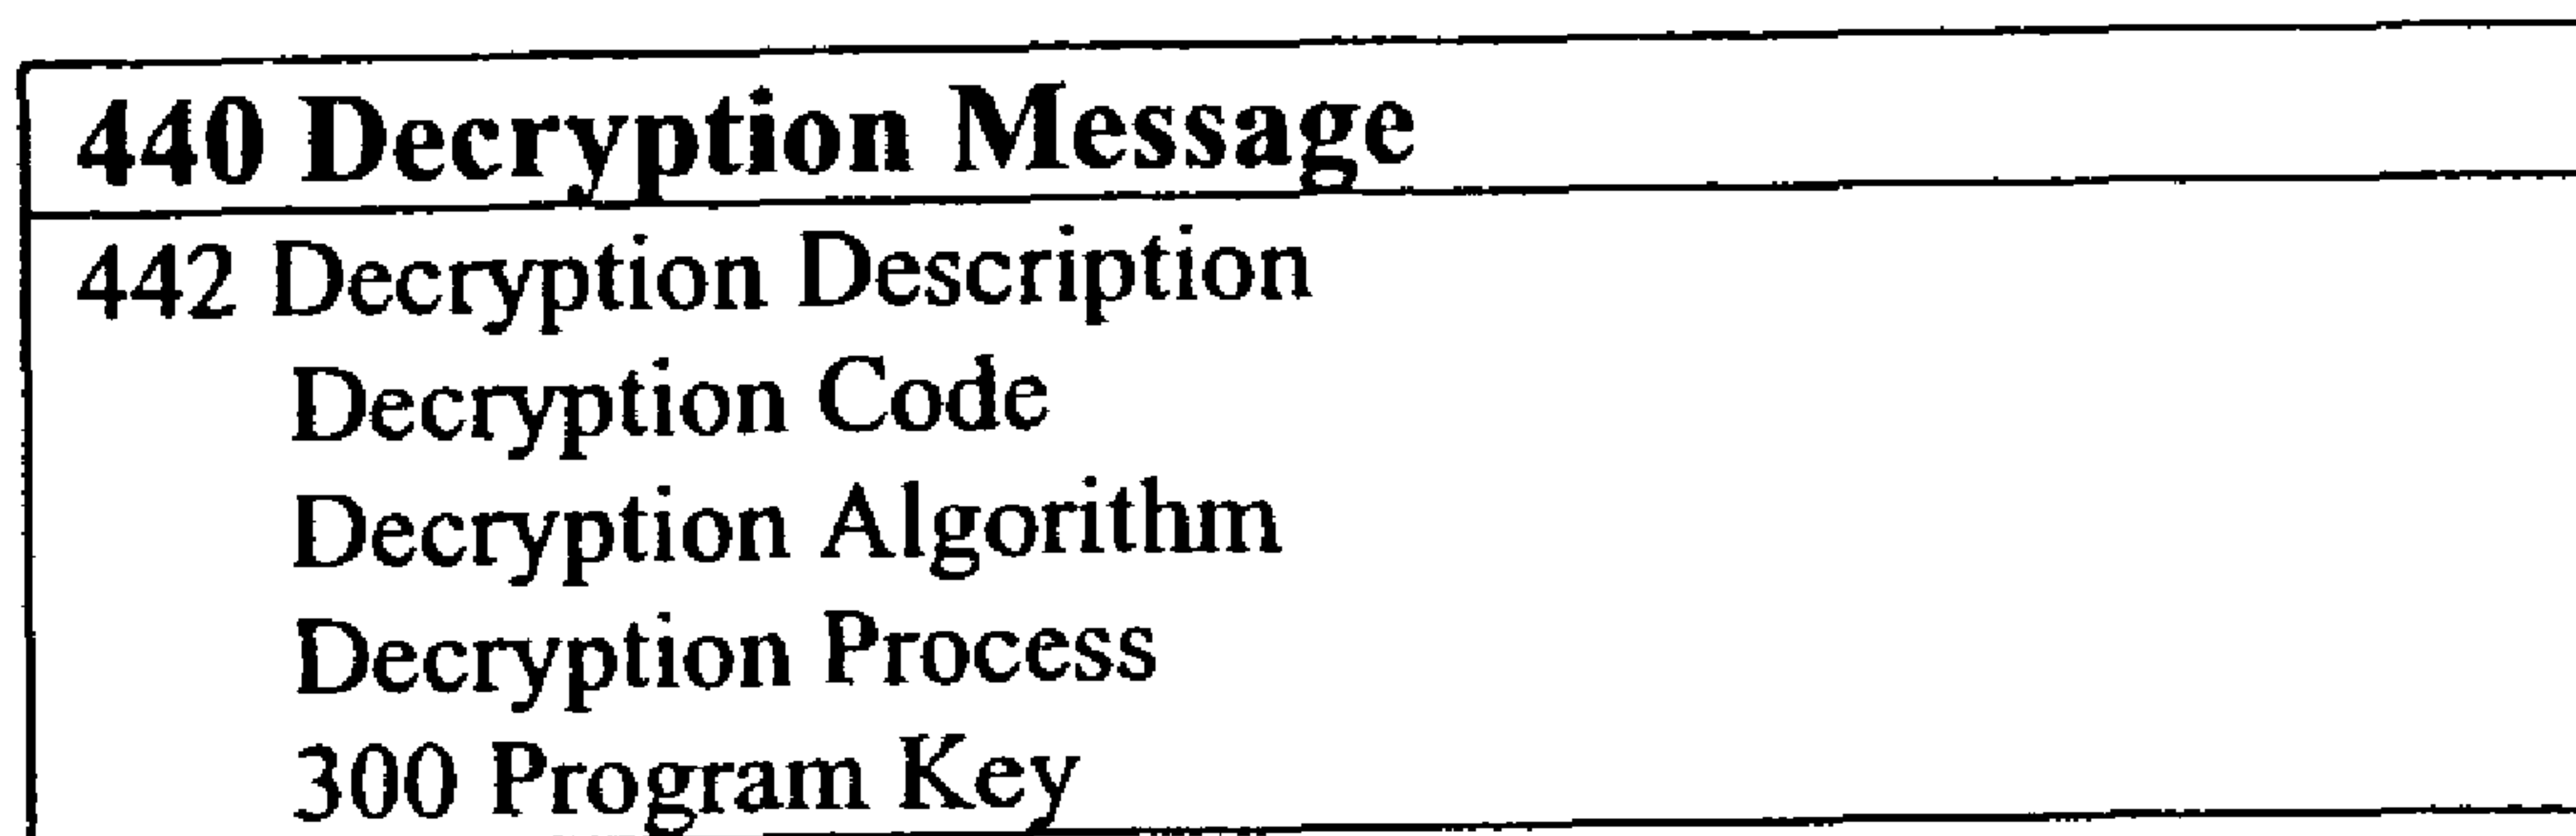 440 Decryption Message
442 Decryption Description
Decryption Code
Decryption Algorithm
Decryption Process
300 Program Key